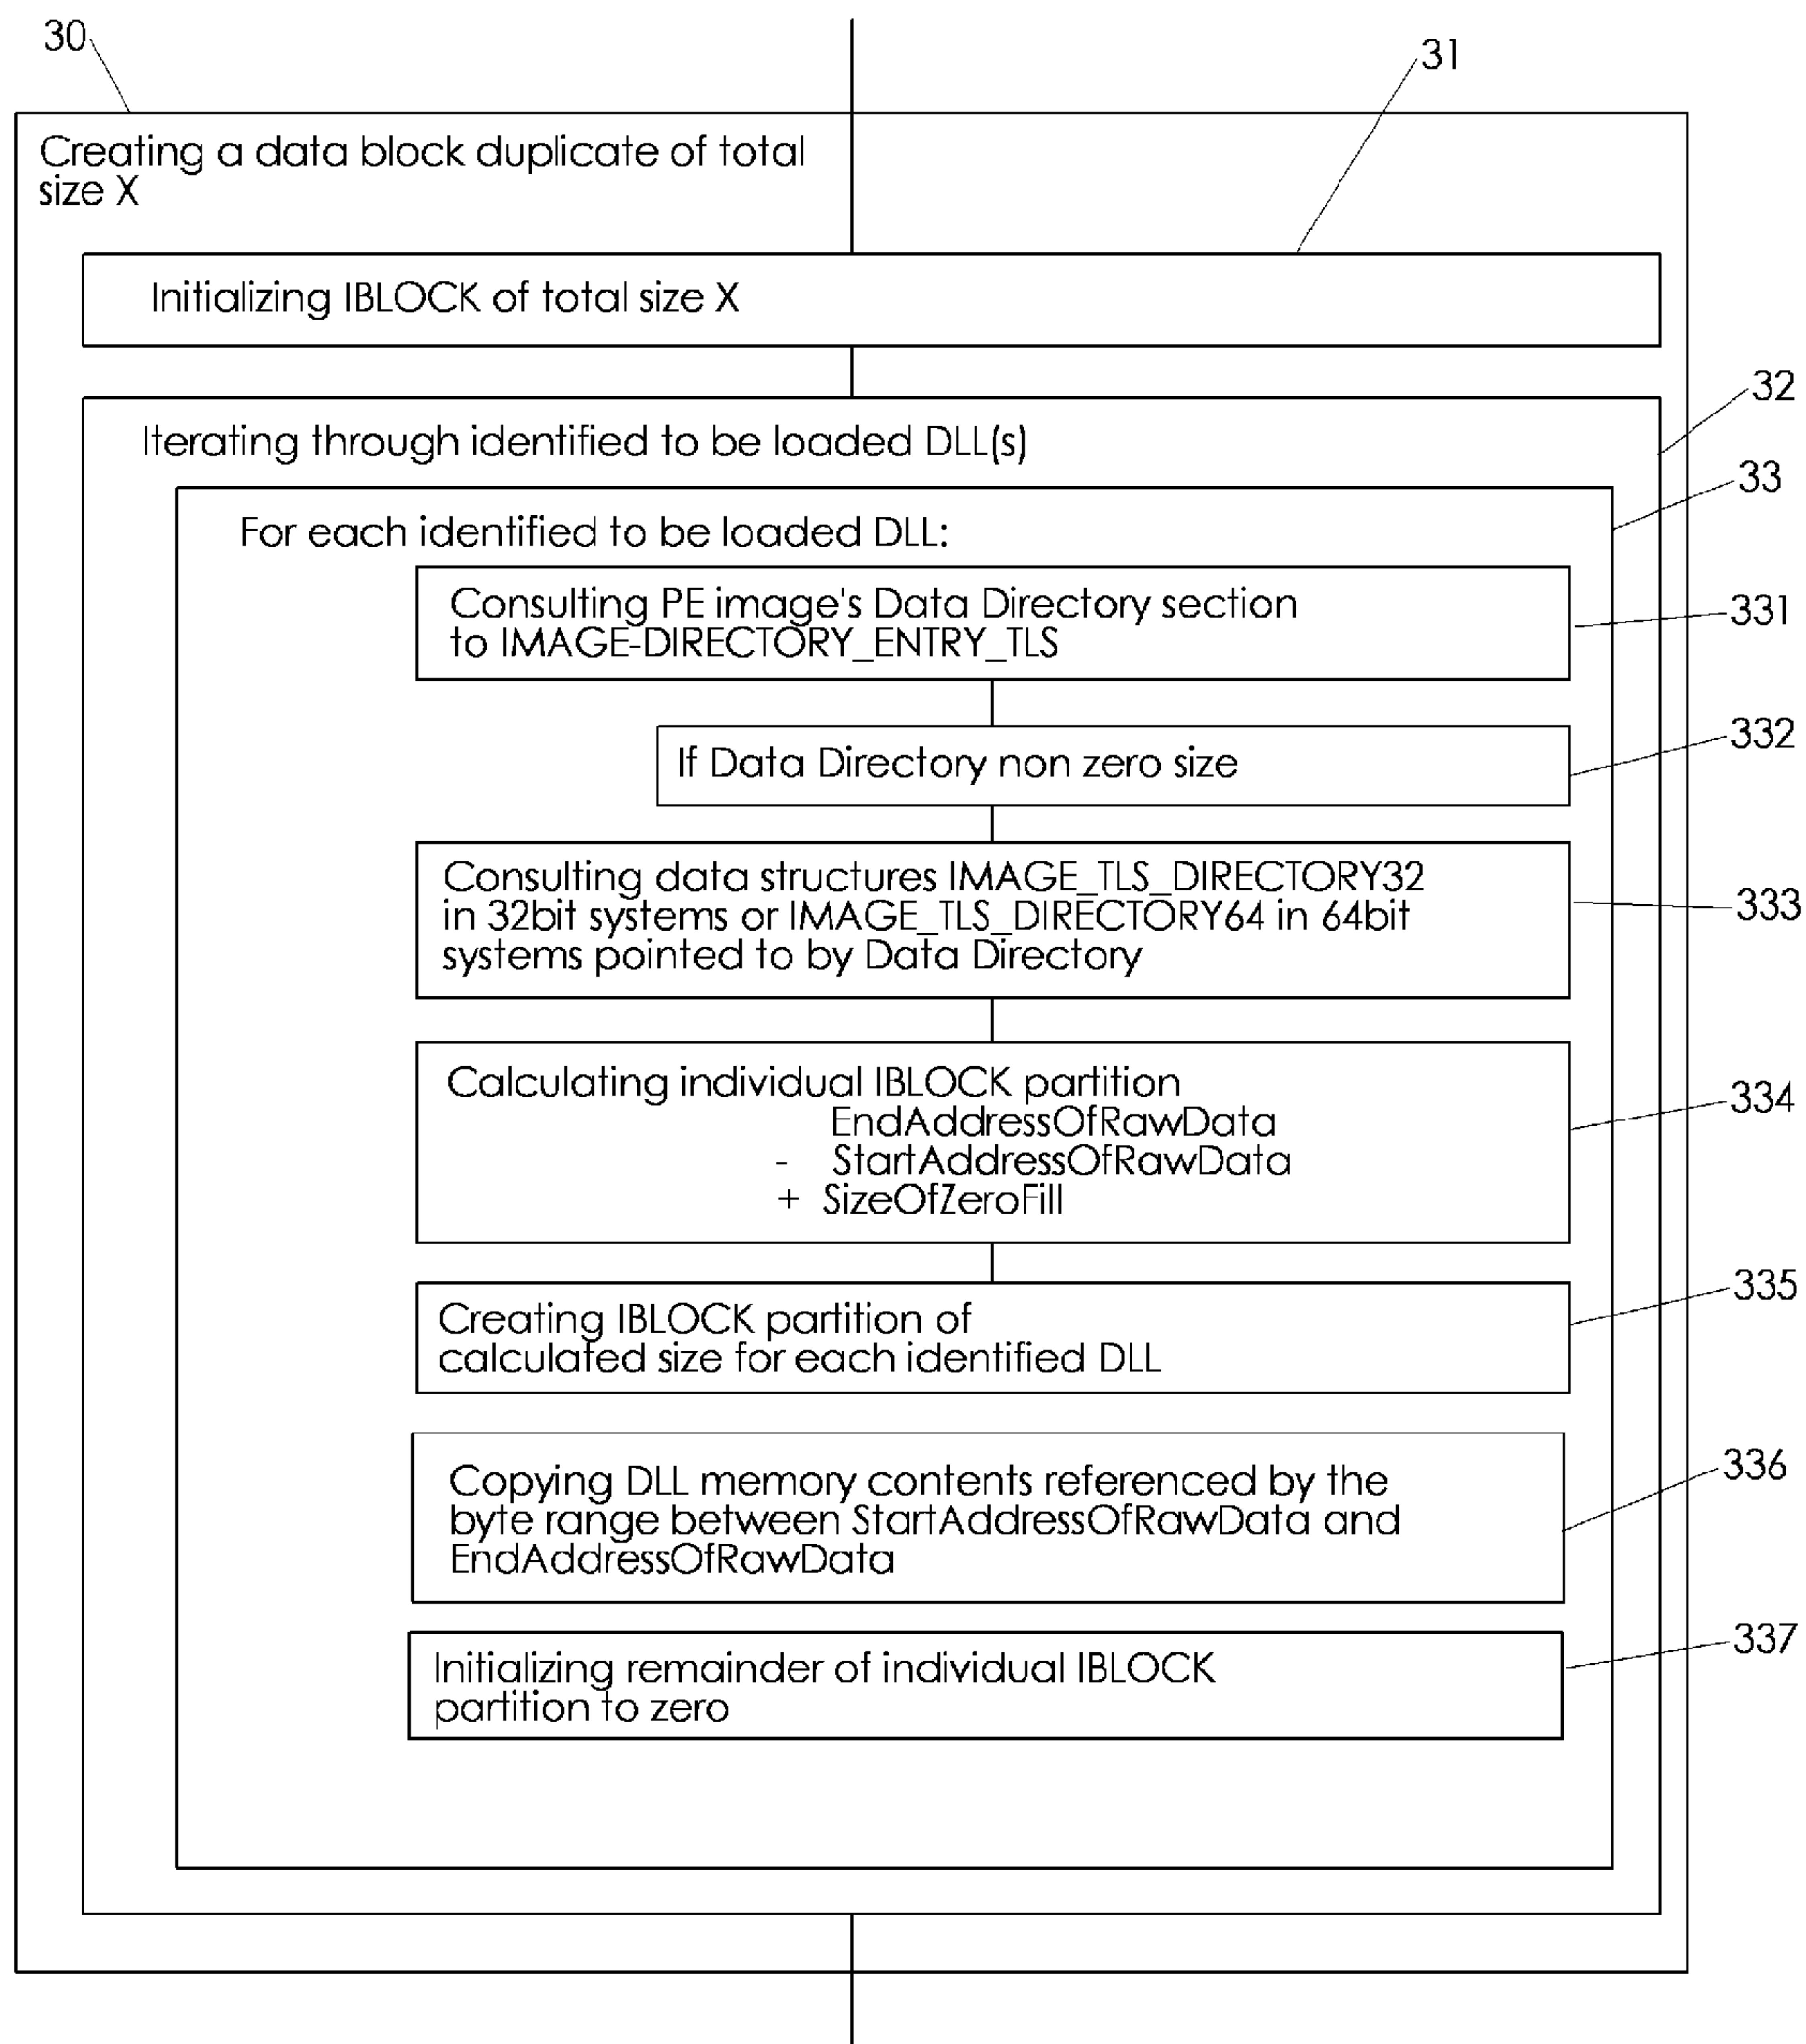 30
31
Creating a data block duplicate of total
size X
Initializing IBLOCK of total size X
32
Iterating through identified to be loaded DLL(s)
33
For each identified to be loaded DLL:
Consulting PE image's Data Directory section
to IMAGE-DIRECTORY_ENTRY_TLS
331
If Data Directory non zero size
332
Consulting data structures IMAGE_TLS_DIRECTORY32
in 32bit systems or IMAGE_TLS_DIRECTORY64 in 64bit
systems pointed to by Data Directory
333
Calculating individual IBLOCK partition
EndAddressOfRawData
- StartAddressOfRawData
+ SizeOfZeroFill
334
Creating IBLOCK partition of
calculated size for each identified DLL
335
Copying DLL memory contents referenced by the
byte range between StartAddressOfRawData and
EndAddressOfRawData
336
Initializing remainder of individual IBLOCK
partition to zero
337